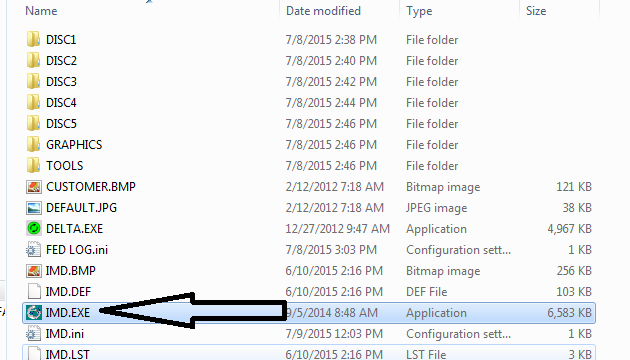 Name Date modified Type Size
DISC1 7/8/2015 2:38 PM File folder
DISC2 7/8/2015 2:40 PM File folder
DISC3 7/8/2015 2:42 PM File folder
DISC4 7/8/2015 2:44 PM File folder
DISC5 7/8/2015 2:46 PM File folder
GRAPHICS 7/8/2015 2:46 PM File folder
TOOLS 7/8/2015 2:46 PM File folder
CUSTOMER.BMP 2/12/2012 7:18 AM Bitmap image 121 KB
DEFAULT.JPG 2/12/2012 7:18 AM JPEG image 38 KB
DELTA.EXE 12/27/2012 9:47 AM Application 4,967 KB
FED LOG.ini 7/8/2015 3:03 PM Configuration sett... 1 KB
IMD.BMP 6/10/2015 2:16 PM Bitmap image 256 KB
IMD.DEF 6/10/2015 2:16 PM DEF File 103 KB
IMD.EXE 9/5/2014 8:48 AM Application 6,583 KB
IMD.ini 7/9/2015 12:03 PM Configuration sett... 1 KB
IMD.LST 6/10/2015 2:16 PM LST File 3 KB